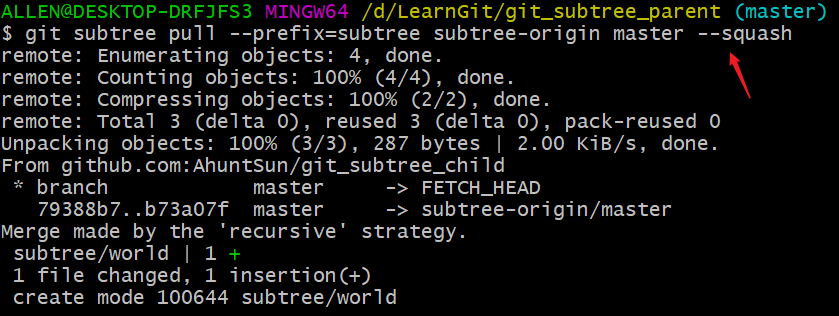 ALLEN@DESKTOP-DRFJFS3 MINGW64 /d/LearnGit/git_subtree_parent (master)
$ git subtree pull --prefix=subtree subtree-origin master --squash
remote: Enumerating objects: 4, done.
remote: Counting objects: 100% (4/4), done.
remote: Compressing objects: 100% (2/2), done.
remote: Total 3 (delta 0), reused 3 (delta 0), pack-reused 0
Unpacking objects: 100% (3/3), 287 bytes | 2.00 KiB/s, done.
From github.com:AhuntSun/git_subtree_child
 * branch            master     -> FETCH_HEAD
   79388b7..b73a07f  master     -> subtree-origin/master
Merge made by the 'recursive' strategy.
 subtree/world | 1 +
 1 file changed, 1 insertion(+)
 create mode 100644 subtree/world